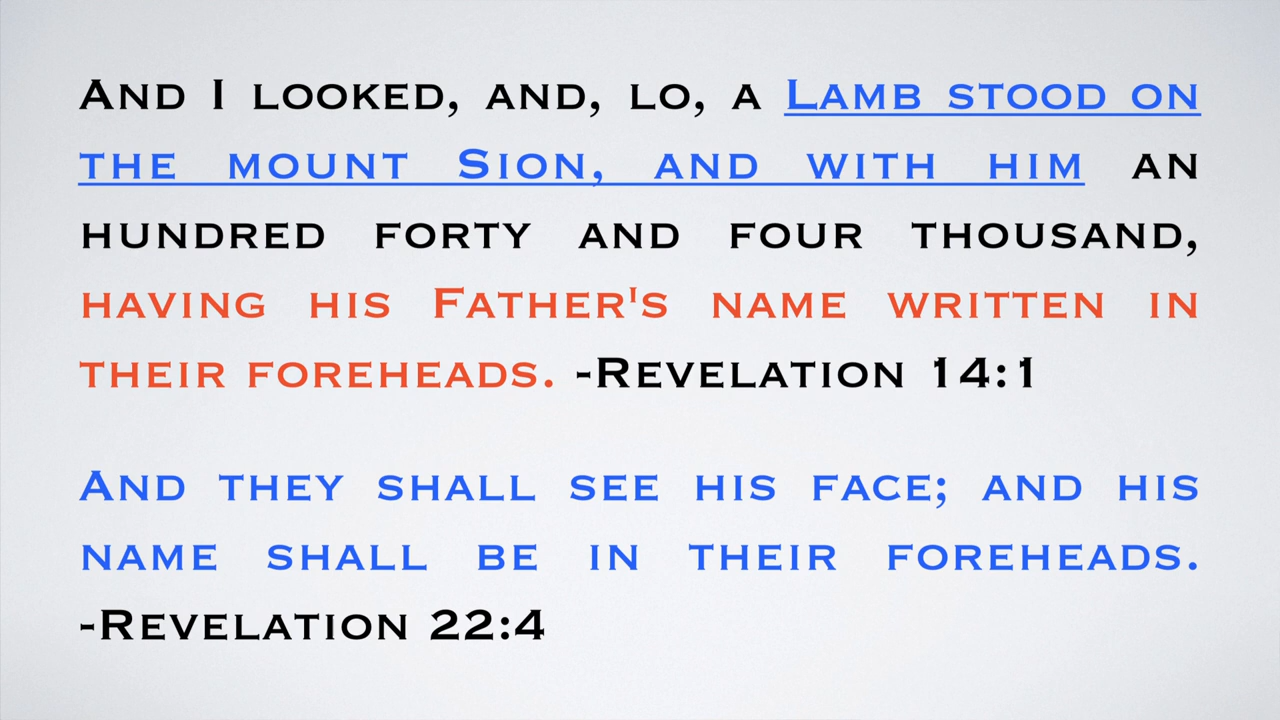 And I looked, and, lo, a Lamb stood on
the mount Sion, and with him an
hundred forty and four thousand,
having his Father's name written in
their foreheads. -Revelation 14:1
And they shall see his face; and his
name shall be in their foreheads.
-Revelation 22:4